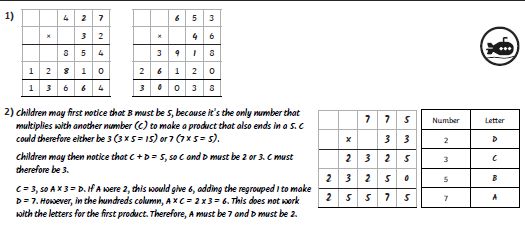 1)
4 2 7
× 3 2
8 5 4
1 2 8 1 0
1 3 6 6 4
6 5 3
× 4 6
3 9 1 8
2 6 1 2 0
3 0 0 3 8
2) Children may first notice that B must be 5, because it's the only number that
multiplies with another number (C) to make a product that also ends in a 5. C
could therefore either be 3 (3 × 5 = 15) or 7 (7 × 5 = 5).
Children may then notice that C + D = 5, so C and D must be 2 or 3. C must
therefore be 3.
C = 3, so A × 3 = D. If A were 2, this would give 6, adding the regrouped 1 to make
D = 7. However, in the hundreds column, A × C = 2 x 3 = 6. This does not work
with the letters for the first product. Therefore, A must be 7 and D must be 2.
7 7 5
× 3 3
2 3 2 5
2 3 2 5 0
2 5 5 7 5
Number Letter
2 D
3 C
5 B
7 A